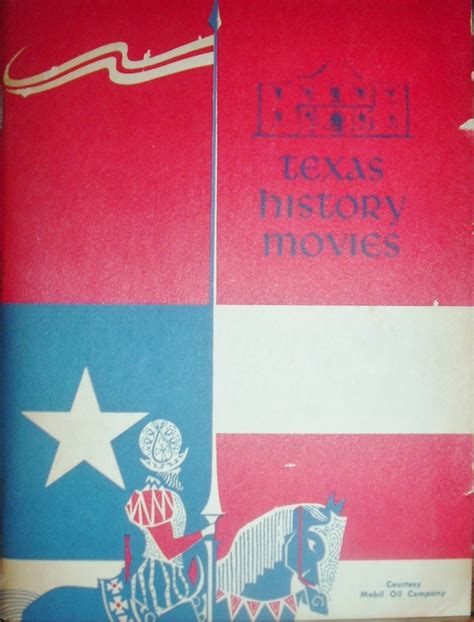 TEXAS
HISTORY
MOVIES
Courtesy
Mobil Oil Company